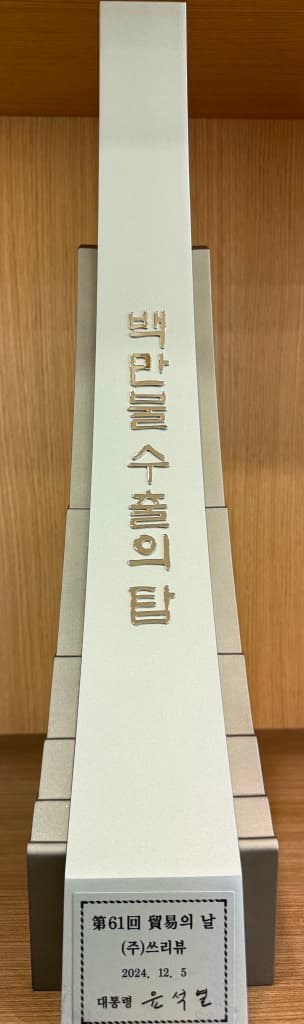 백만불 수출의 탑
第61回 貿易의 날
(주)쓰리뷰
2024. 12. 5
대통령 윤석열